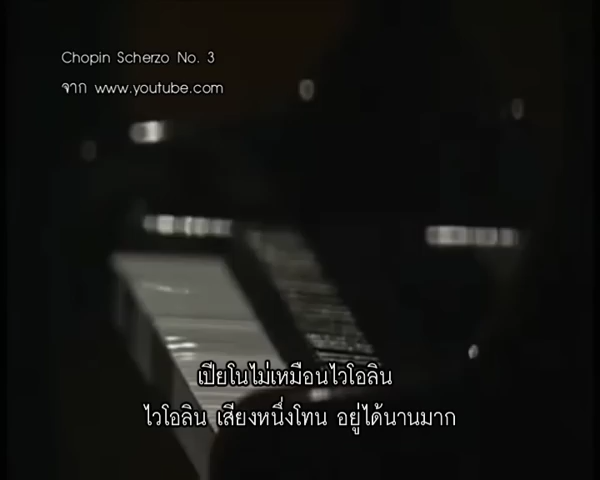 Chopin Scherzo No. 3
จาก www.youtube.com
เปียโนไม่เหมือนไวโอลิน
ไวโอลิน เสียงหนึ่งโทน อยู่ได้นานมาก